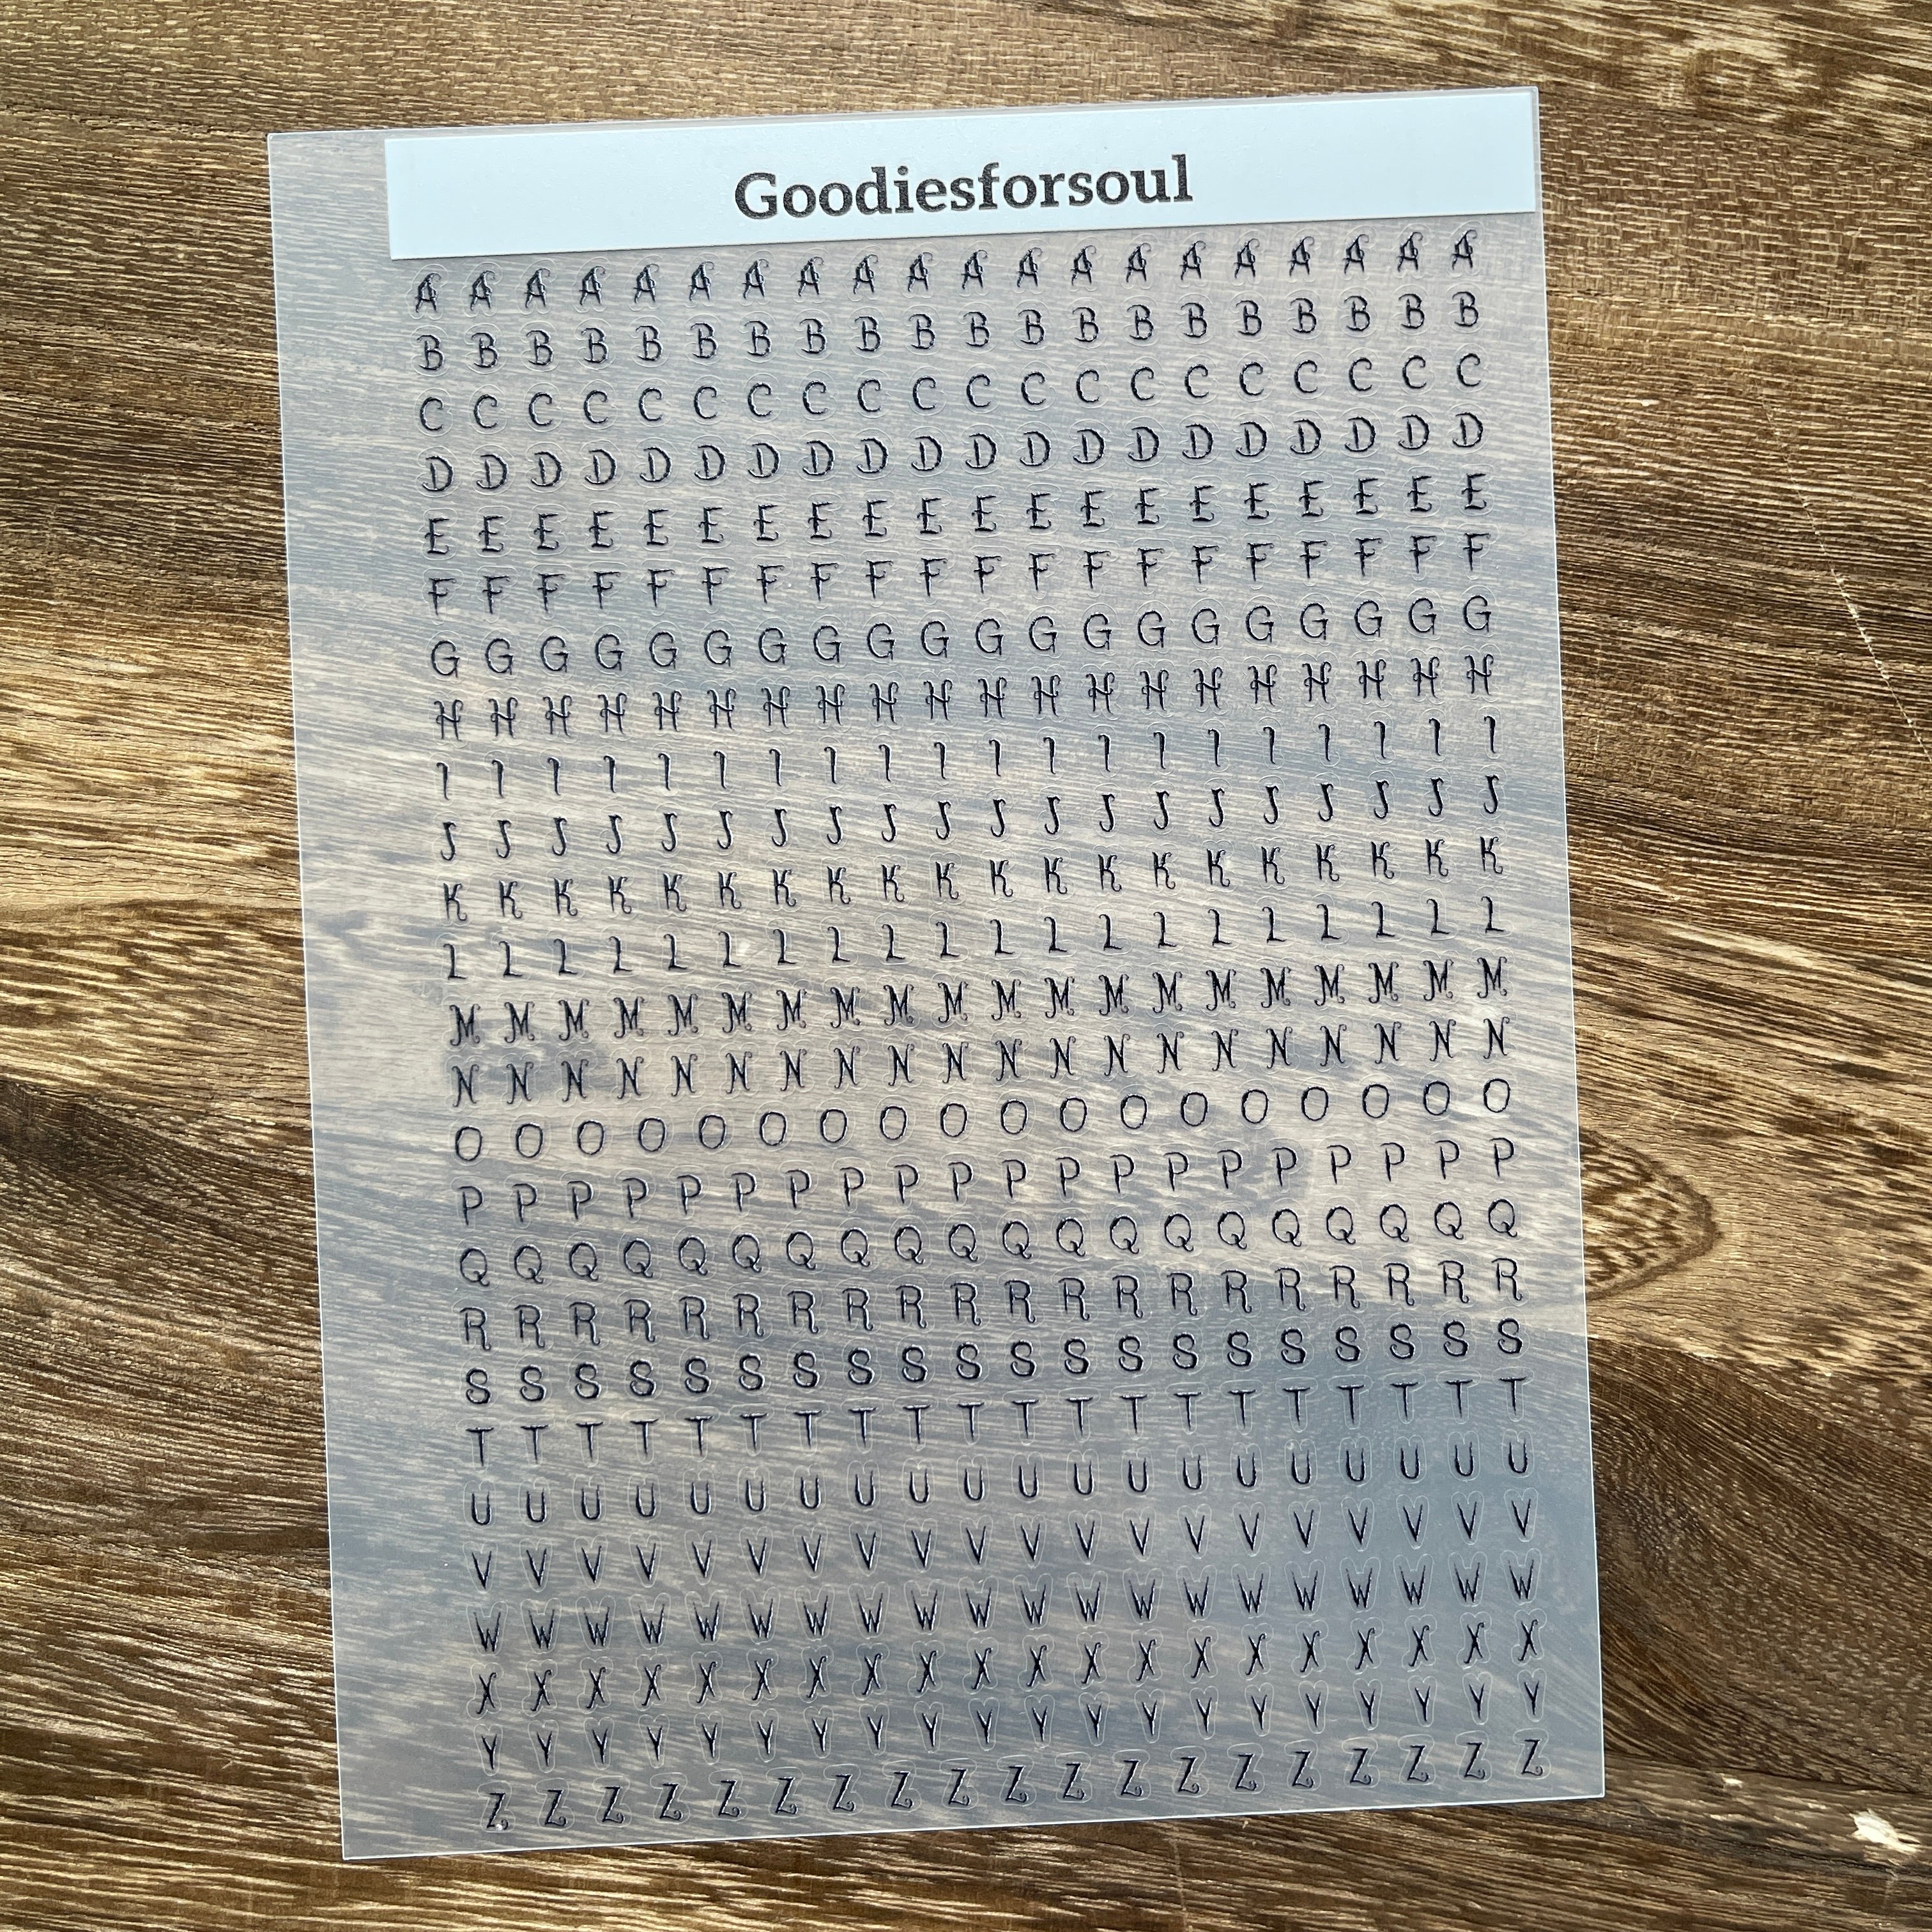 Goodiesforsoul
A A A A A A A A A A A A A A A A A A A A
B B B B B B B B B B B B B B B B B B B B
C C C C C C C C C C C C C C C C C C C C
D D D D D D D D D D D D D D D D D D D D
E E E E E E E E E E E E E E E E E E E E
F F F F F F F F F F F F F F F F F F F F
G G G G G G G G G G G G G G G G G G G G
H H H H H H H H H H H H H H H H H H H H
I I I I I I I I I I I I I I I I I I I I
J J J J J J J J J J J J J J J J J J J J
K K K K K K K K K K K K K K K K K K K K
L L L L L L L L L L L L L L L L L L L L
M M M M M M M M M M M M M M M M M M M M
N N N N N N N N N N N N N N N N N N N N
O O O O O O O O O O O O O O O O O O
P P P P P P P P P P P P P P P P P P P P
Q Q Q Q Q Q Q Q Q Q Q Q Q Q Q Q Q Q Q Q
R R R R R R R R R R R R R R R R R R R R
S S S S S S S S S S S S S S S S S S S S
T T T T T T T T T T T T T T T T T T T T
U U U U U U U U U U U U U U U U U U U U
V V V V V V V V V V V V V V V V V V V V
W W W W W W W W W W W W W W W W W W W W
X X X X X X X X X X X X X X X X X X X X
Y Y Y Y Y Y Y Y Y Y Y Y Y Y Y Y Y Y Y Y
Z Z Z Z Z Z Z Z Z Z Z Z Z Z Z Z Z Z Z